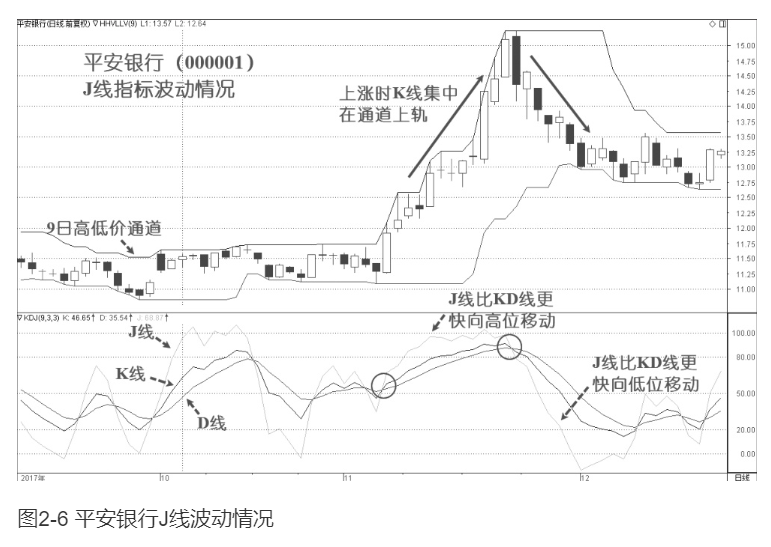 平安银行(日线,前复权) ▽HHVLLV(9) L1: 13.57 L2: 12.64
平安银行（000001）
J线指标波动情况
上涨时K线集中
在通道上轨
9日高低价通道
15.00
14.75
14.50
14.25
14.00
13.75
13.50
13.25
13.00
12.75
12.50
12.25
12.00
11.75
11.50
11.25
11.00
▽KDJ(9,3,3) K: 46.65↑ D: 35.54↑ J: 68.87↑
J线
K线
D线
J线比KD线更
快向高位移动
J线比KD线更
快向低位移动
100.00
80.00
50.00
20.00
0.00
2017年 10 11 12 日线
图2-6 平安银行J线波动情况